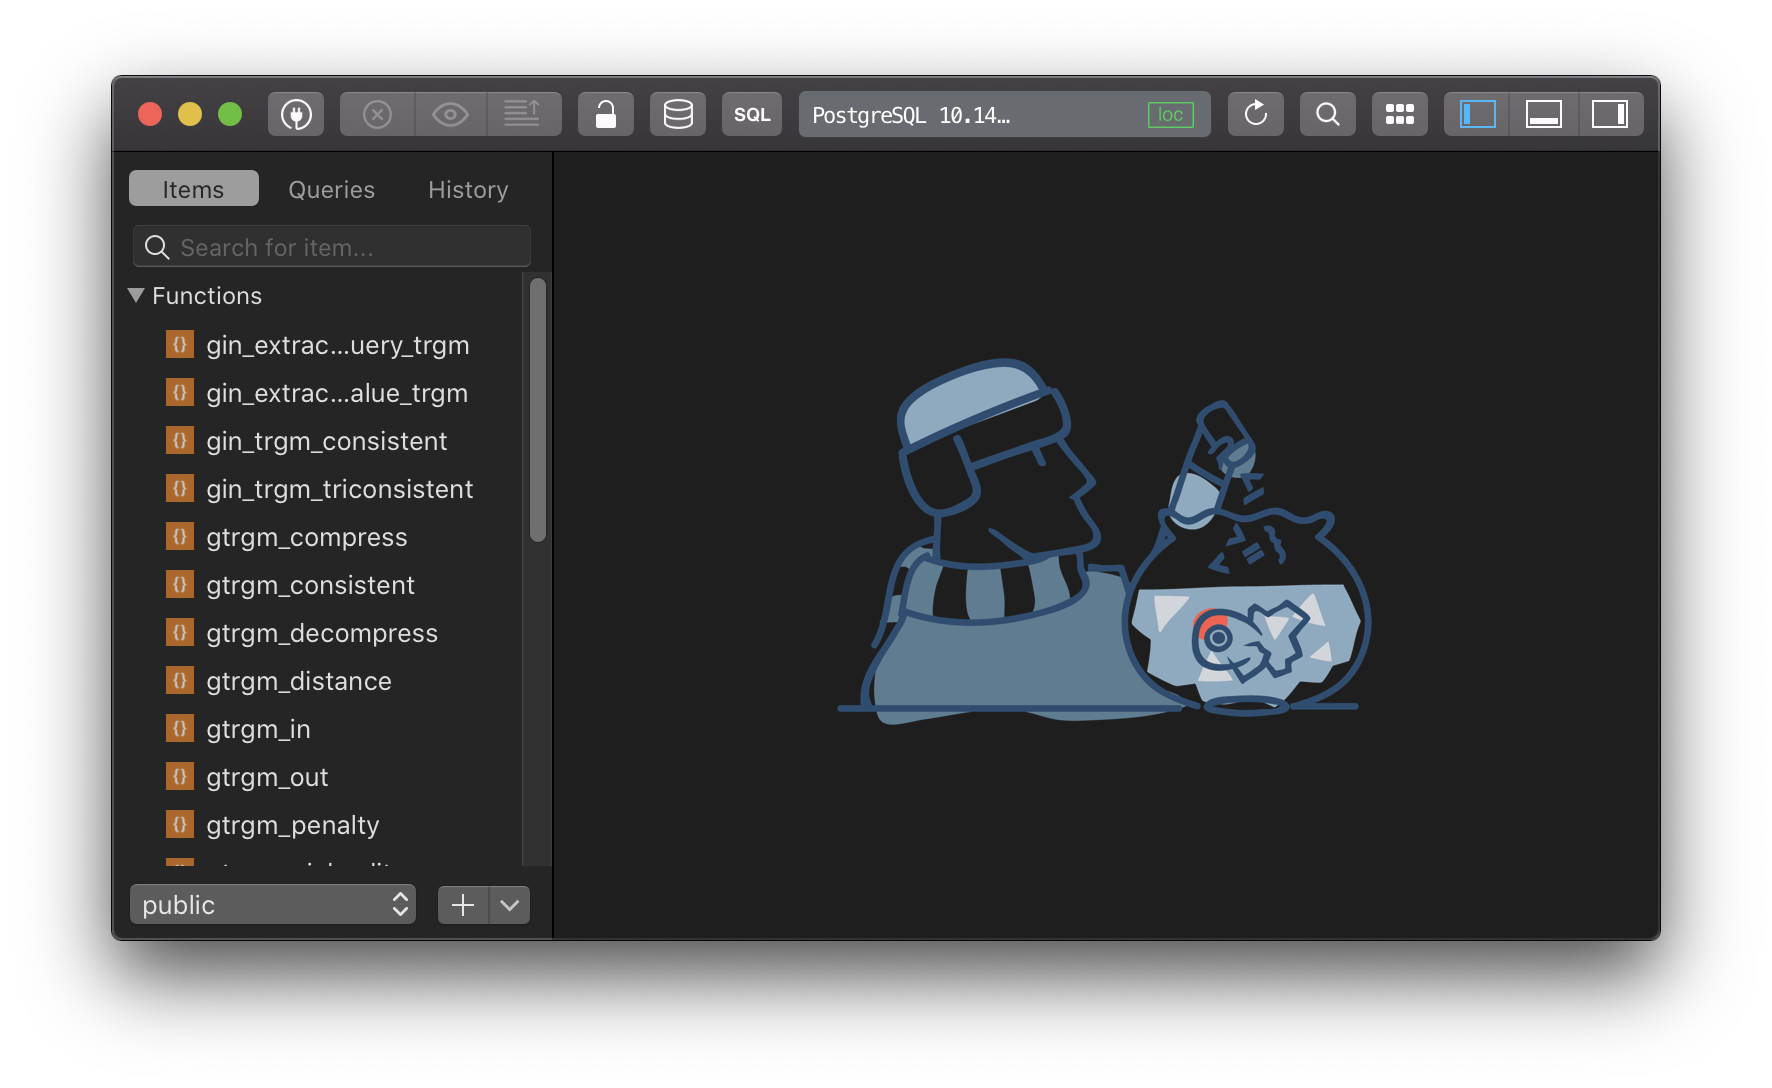 SQL
PostgreSQL 10.14...
loc
Items
Queries
History
Search for item...
Functions
gin_extrac...uery_trgm
gin_extrac...alue_trgm
gin_trgm_consistent
gin_trgm_triconsistent
gtrgm_compress
gtrgm_consistent
gtrgm_decompress
gtrgm_distance
gtrgm_in
gtrgm_out
gtrgm_penalty
public